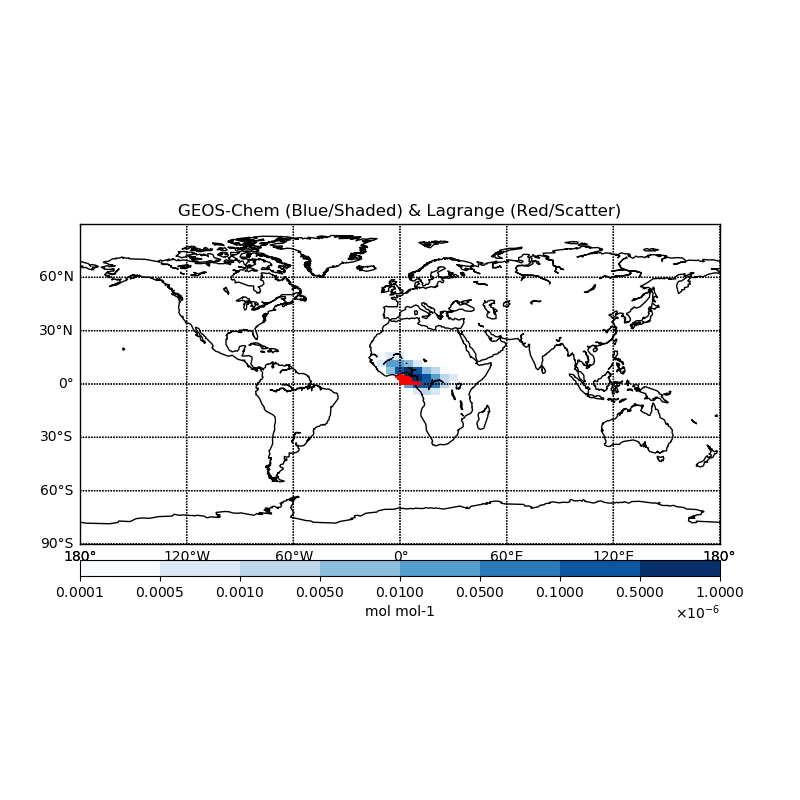 GEOS-Chem (Blue/Shaded) & Lagrange (Red/Scatter)
60°N
30°N
0°
30°S
60°S
90°S
180° 120°W 60°W 0° 60°E 120°E 180°
0.0001 0.0005 0.0010 0.0050 0.0100 0.0500 0.1000 0.5000 1.0000
mol mol-1 ×10⁻⁶